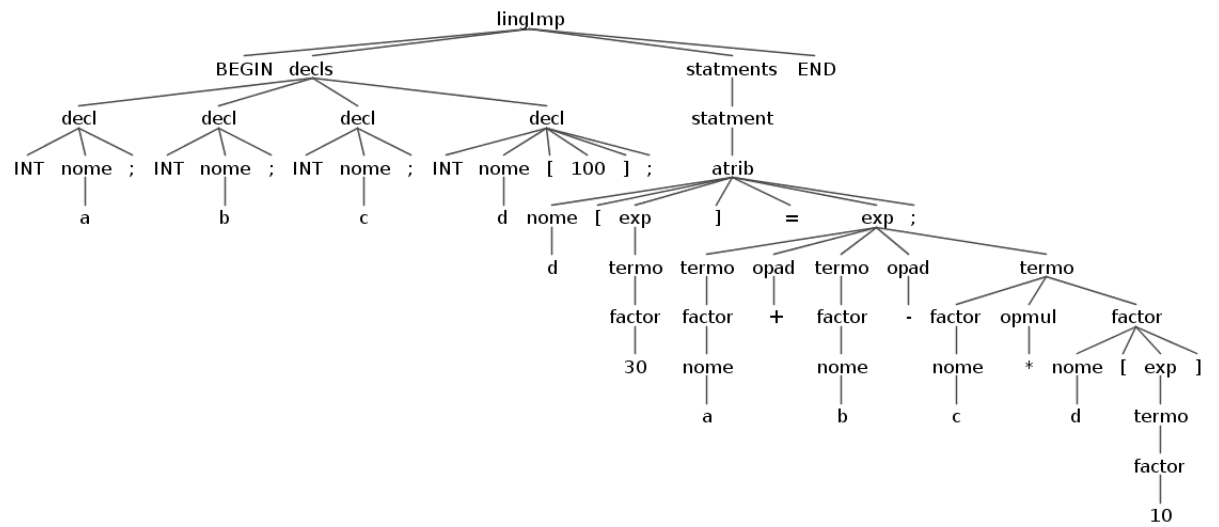 lingImp
BEGIN decls statments END
decl decl decl decl statment
INT nome ; INT nome ; INT nome ; INT nome [ 100 ] ; atrib
a b c d nome [ exp ] = exp ;
d termo termo opad termo opad termo
factor factor + factor - factor opmul factor
30 nome nome nome * nome [ exp ]
a b c d termo
factor
10